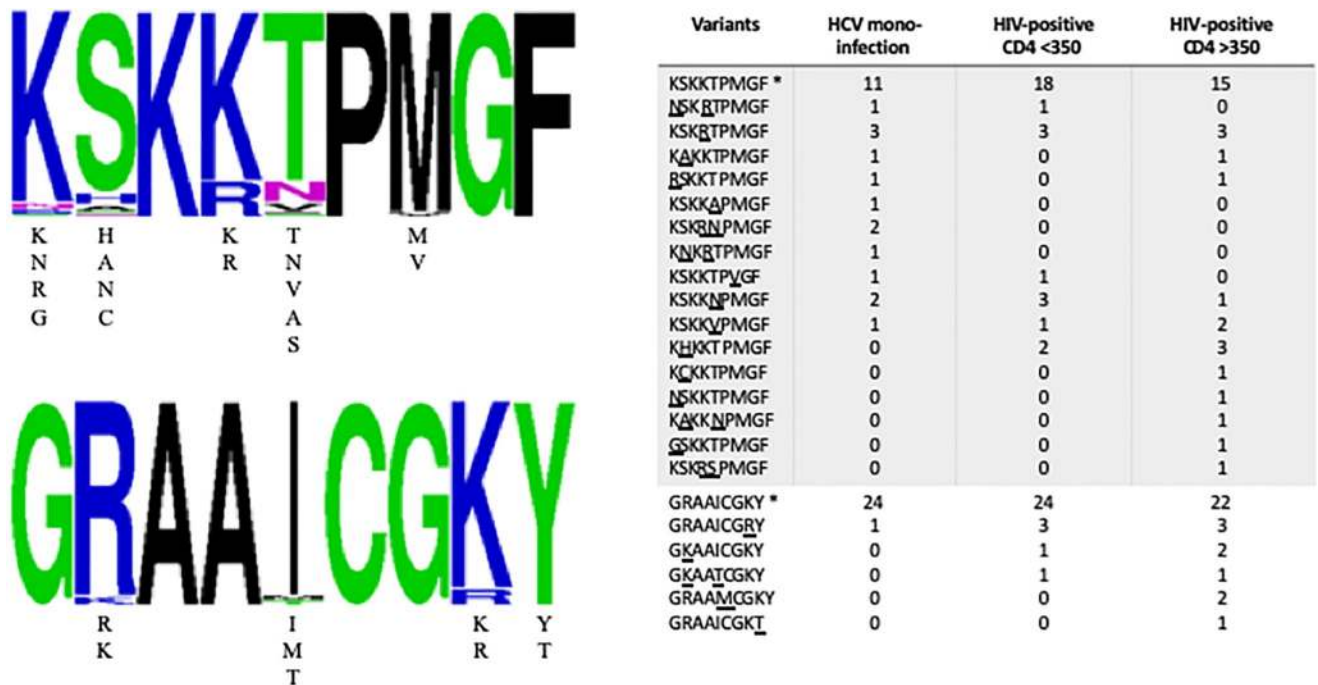 KSKKTPMGF
H R N
K H K T M
N A R N V
R N V
G C A
S
GRAAICGKY
R
R I K Y
K M R T
T
Variants HCV mono- HIV-positive HIV-positive
infection CD4 <350 CD4 >350
KSKKTPMGF * 11 18 15
NSKRTPMGF 1 1 0
KSKRTPMGF 3 3 3
KAKKTPMGF 1 0 1
RSKKTPMGF 1 0 1
KSKKAPMGF 1 0 0
KSKRNPMGF 2 0 0
KNKRTPMGF 1 0 0
KSKKTPVGF 1 1 0
KSKKNPMGF 2 3 1
KSKKVPMGF 1 1 2
KHKKTPMGF 0 2 3
KCKKTPMGF 0 0 1
NSKKTPMGF 0 0 1
KAKKNPMGF 0 0 1
GSKKTPMGF 0 0 1
KSKRSPMGF 0 0 1
GRAAICGKY * 24 24 22
GRAAICGRY 1 3 3
GKAAICGKY 0 1 2
GKAATCGKY 0 1 1
GRAAMCGKY 0 0 2
GRAAICGKT 0 0 1